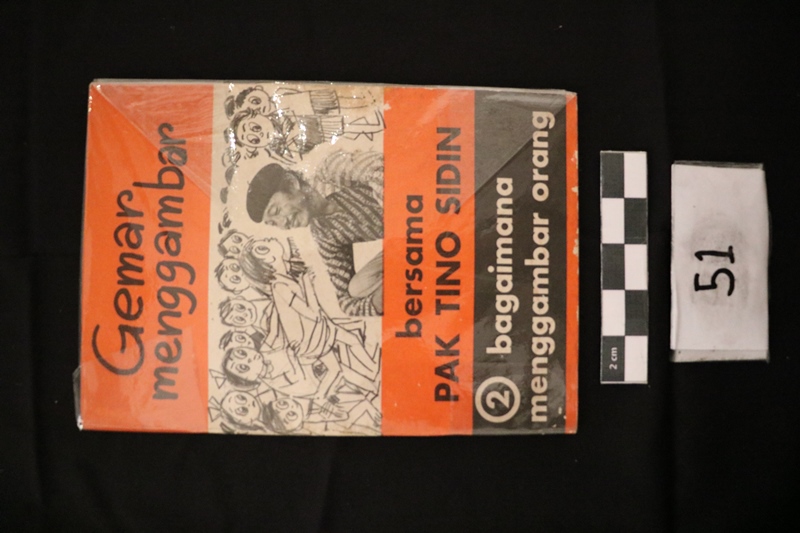 Gemar
menggambar
bersama
PAK TINO SIDIN
2 bagaimana
menggambar orang
2 cm
51